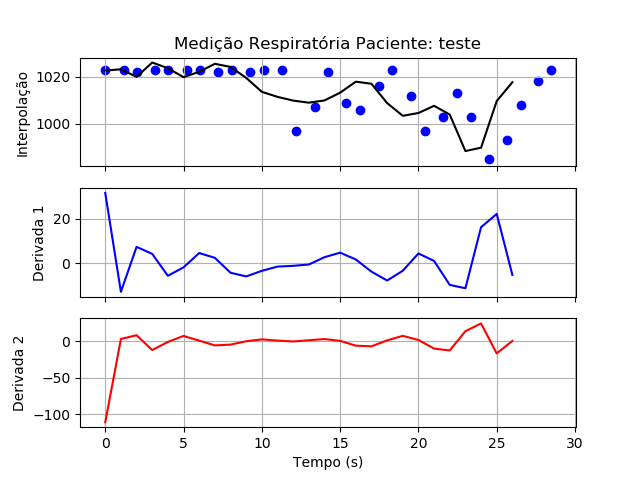 Medição Respiratória Paciente: teste
Interpolação
1020
1000
Derivada 1
20
0
Derivada 2
0
−50
−100
0 5 10 15 20 25 30
Tempo (s)